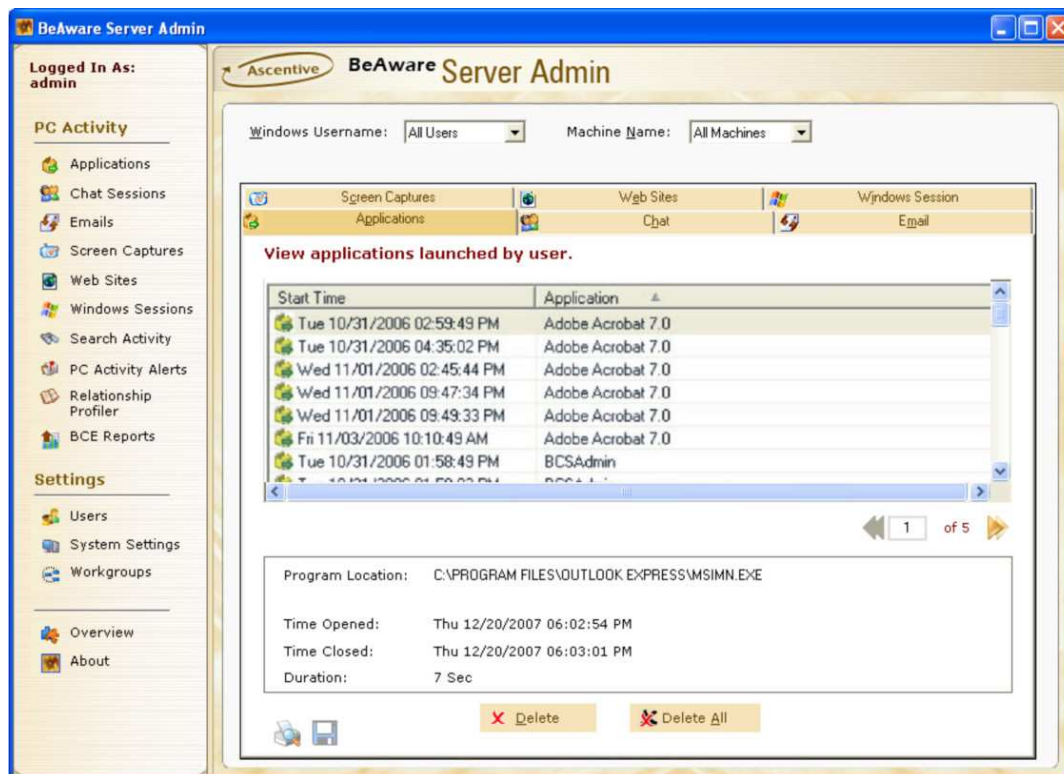 BeAware Server Admin
Logged In As:
admin
PC Activity
Applications
Chat Sessions
Emails
Screen Captures
Web Sites
Windows Sessions
Search Activity
PC Activity Alerts
Relationship
Profiler
BCE Reports
Settings
Users
System Settings
Workgroups
Overview
About
Ascentive BeAware Server Admin
Windows Username: All Users Machine Name: All Machines
Screen Captures Web Sites Windows Session
Applications Chat Email
View applications launched by user.
Start Time Application
Tue 10/31/2006 02:59:49 PM Adobe Acrobat 7.0
Tue 10/31/2006 04:35:02 PM Adobe Acrobat 7.0
Wed 11/01/2006 02:45:44 PM Adobe Acrobat 7.0
Wed 11/01/2006 09:47:34 PM Adobe Acrobat 7.0
Wed 11/01/2006 09:49:33 PM Adobe Acrobat 7.0
Fri 11/03/2006 10:10:49 AM Adobe Acrobat 7.0
Tue 10/31/2006 01:58:49 PM BCSAdmin
1 of 5
Program Location: C:\PROGRAM FILES\OUTLOOK EXPRESS\MSIMN.EXE
Time Opened: Thu 12/20/2007 06:02:54 PM
Time Closed: Thu 12/20/2007 06:03:01 PM
Duration: 7 Sec
Delete Delete All